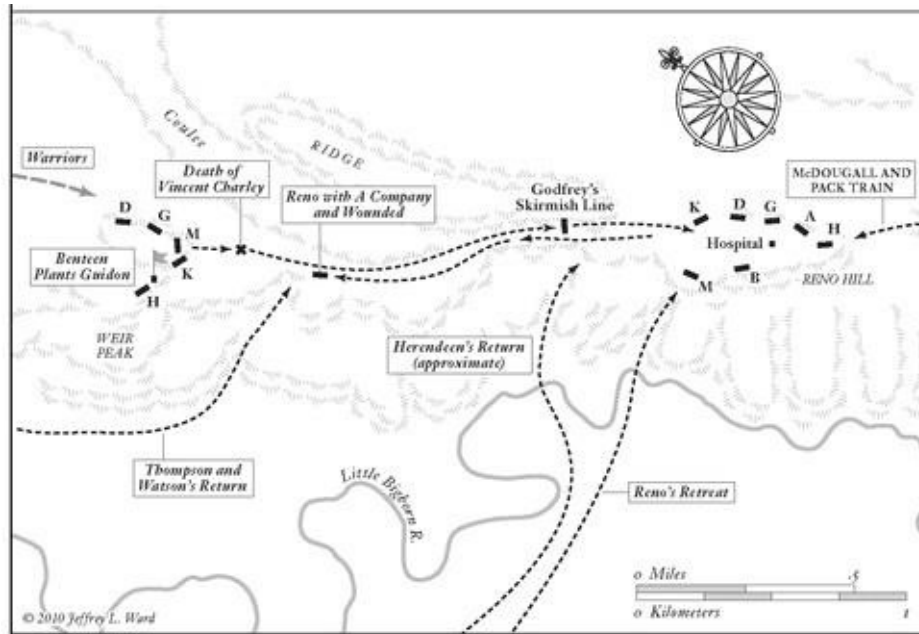 Coulee
RIDGE
Warriors
Death of
Vincent Charley
Reno with A Company
and Wounded
Godfrey's
Skirmish Line
McDOUGALL AND
PACK TRAIN
D
G
M
K
H
Benteen
Plants Guidon
WEIR
PEAK
K
D
G
A
H
Hospital
M
B
RENO HILL
Herendeen's Return
(approximate)
Thompson and
Watson's Return
Little Bighorn R.
Reno's Retreat
0 Miles .5
0 Kilometers 1
© 2010 Jeffrey L. Ward